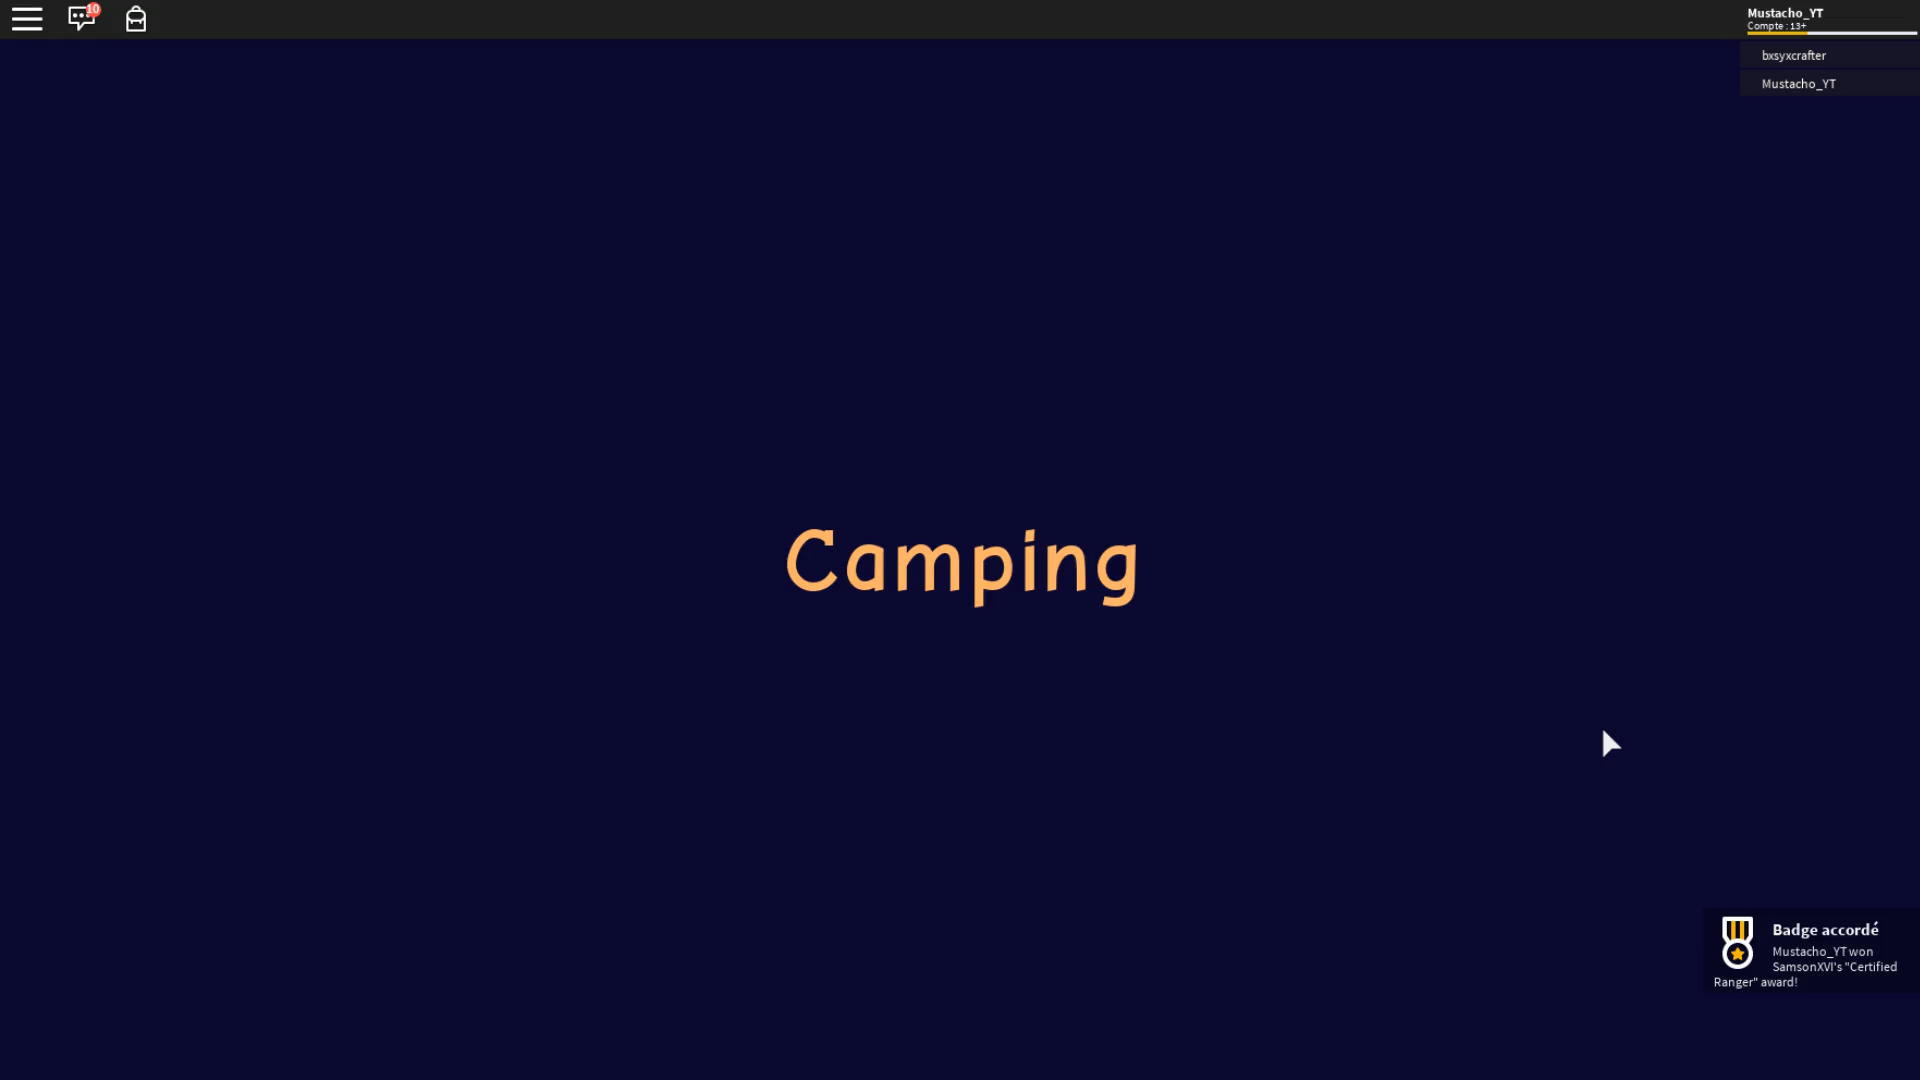 10
Mustacho_YT
Compte : 13+
bxsyxcrafter
Mustacho_YT
Camping
Badge accordé
Mustacho_YT won
SamsonXVI's "Certified
Ranger" award!